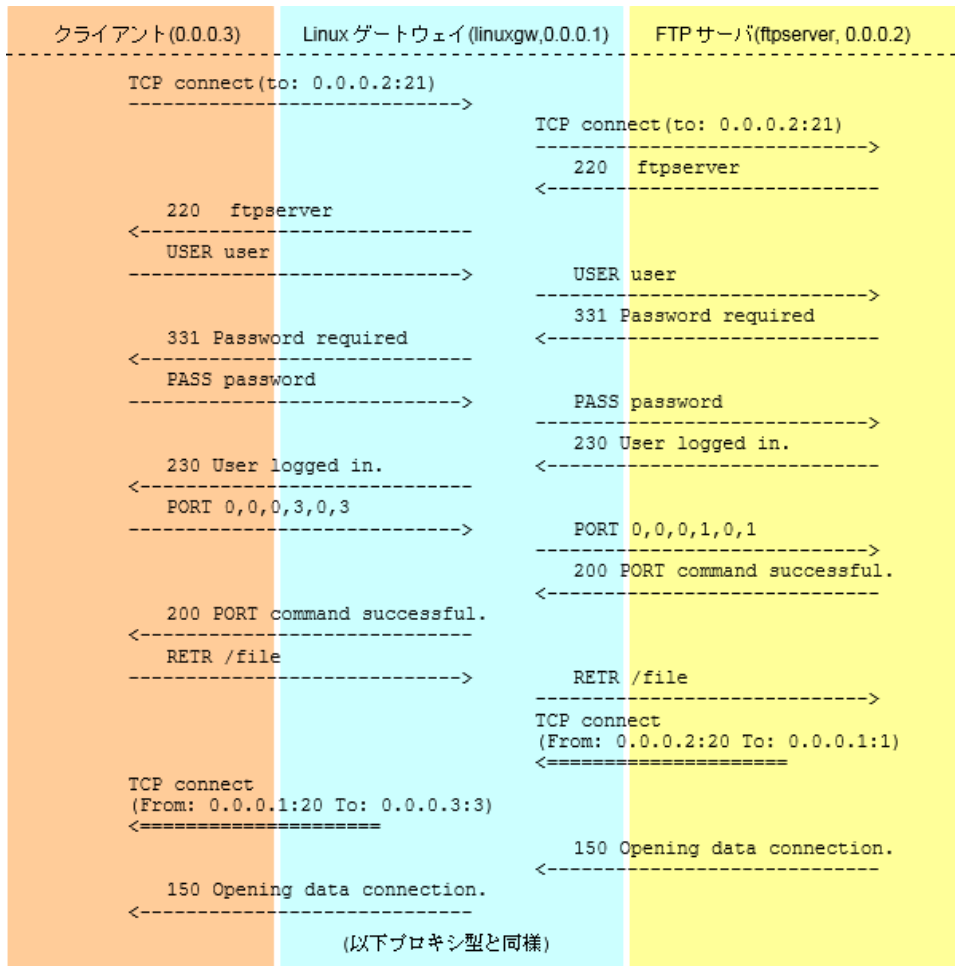 クライアント(0.0.0.3) Linux ゲートウェイ(linuxgw,0.0.0.1) FTP サーバ(ftpserver, 0.0.0.2)
TCP connect(to: 0.0.0.2:21)
TCP connect(to: 0.0.0.2:21)
220 ftpserver
220 ftpserver
USER user
USER user
331 Password required
331 Password required
PASS password
PASS password
230 User logged in.
230 User logged in.
PORT 0,0,0,3,0,3
PORT 0,0,0,1,0,1
200 PORT command successful.
200 PORT command successful.
RETR /file
RETR /file
TCP connect
(From: 0.0.0.2:20 To: 0.0.0.1:1)
TCP connect
(From: 0.0.0.1:20 To: 0.0.0.3:3)
150 Opening data connection.
150 Opening data connection.
(以下プロキシ型と同様)